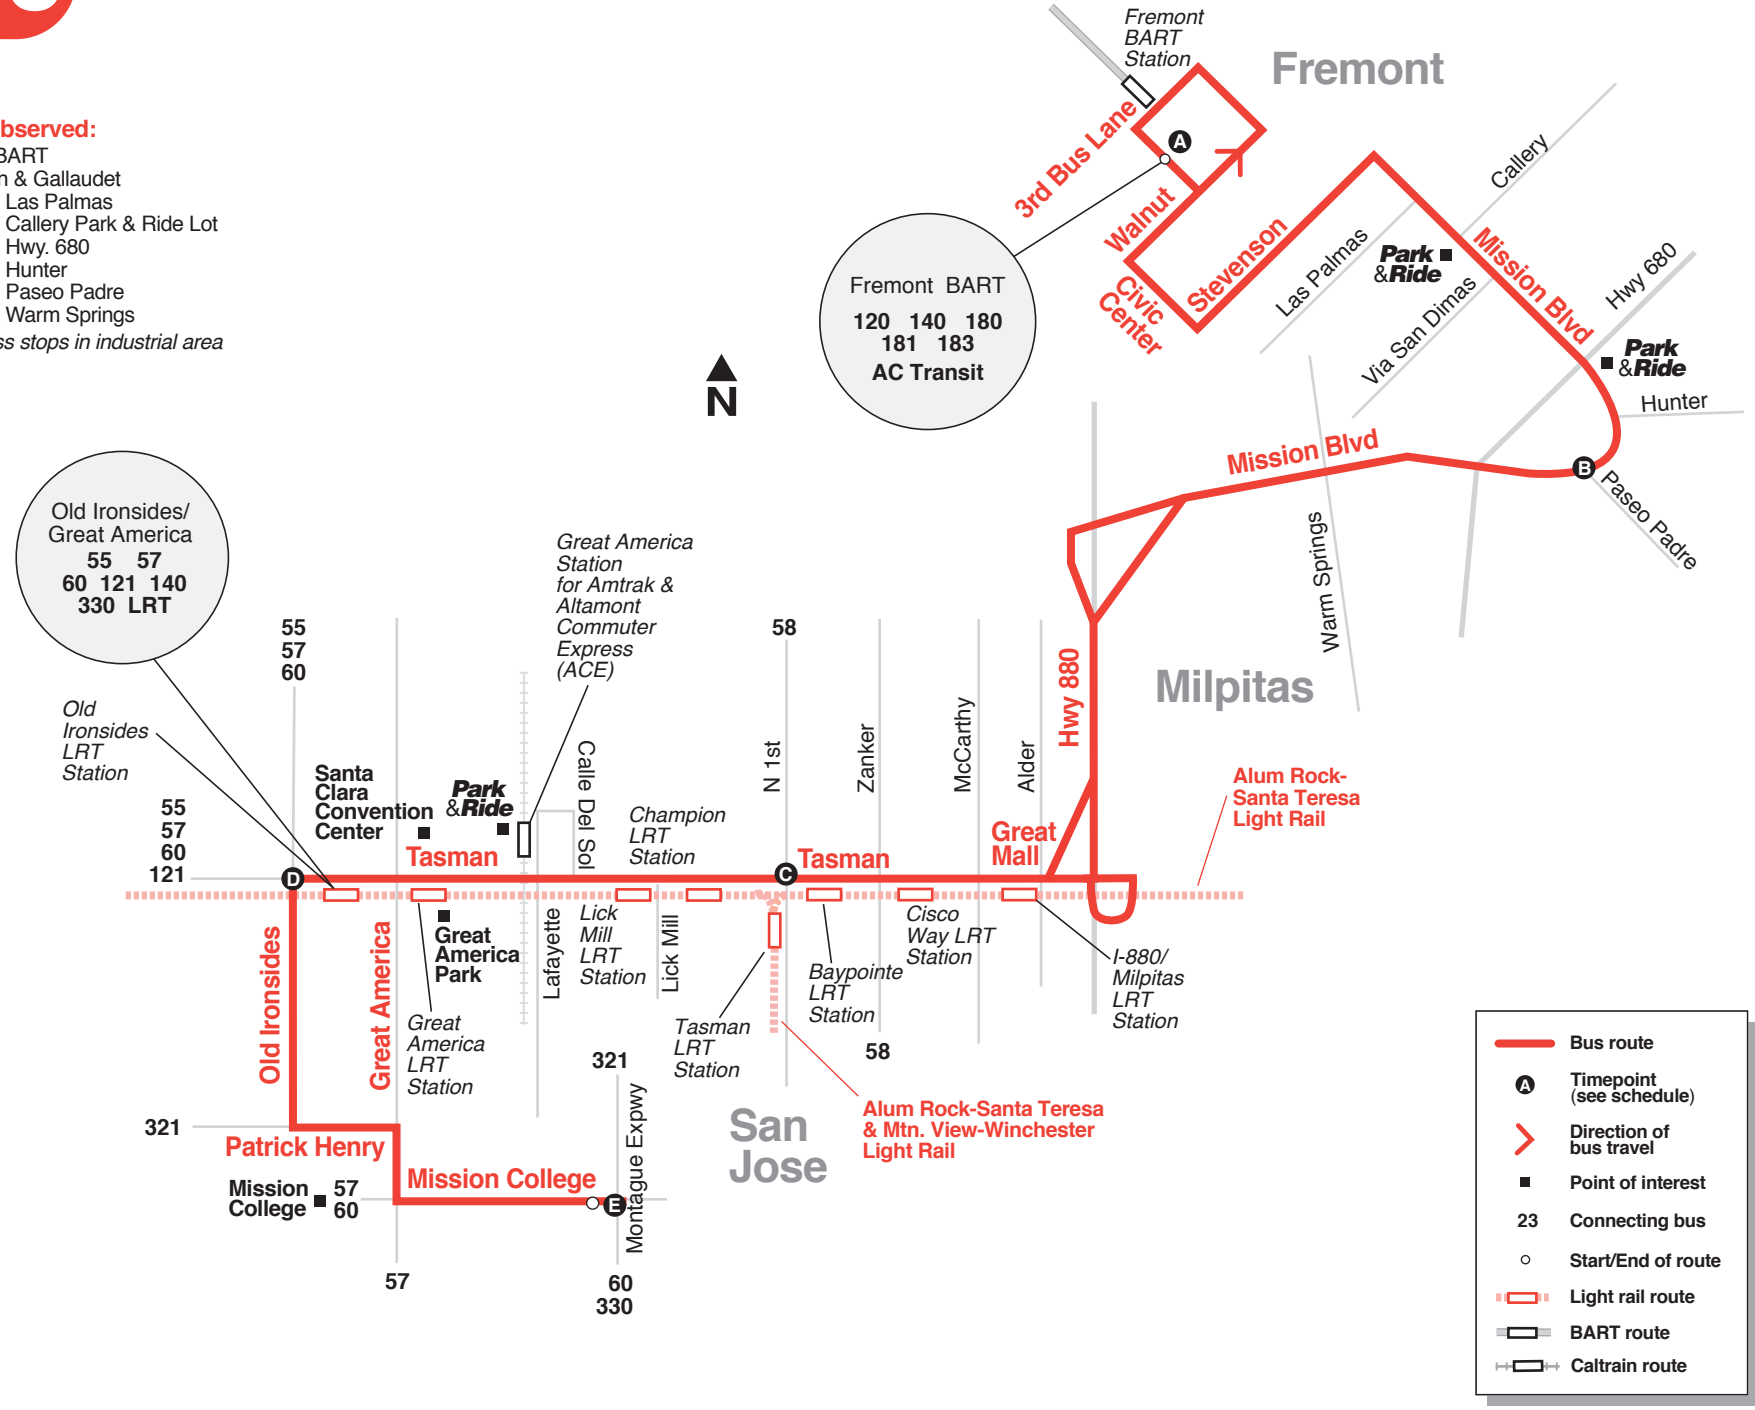 bserved:
BART
n & Gallaudet
Las Palmas
Callery Park & Ride Lot
Hwy. 680
Hunter
Paseo Padre
Warm Springs
ss stops in industrial area
Fremont
BART
Station
Fremont
3rd Bus Lane
A
Walnut
Civic
Center
Stevenson
Las Palmas
Callery
Park
&Ride
Mission Blvd
Via San Dimas
Hwy 680
Park
&Ride
Hunter
Fremont BART
120 140 180
181 183
AC Transit
N
Mission Blvd
B
Paseo Padre
Warm Springs
Old Ironsides/
Great America
55 57
60 121 140
330 LRT
Great America
Station
for Amtrak &
Altamont
Commuter
Express
(ACE)
55
57
60
58
Hwy 880
Milpitas
Old
Ironsides
LRT
Station
Santa
Clara
Convention
Center
Park
&Ride
Calle Del Sol
Champion
LRT
Station
N 1st
Zanker
McCarthy
Alder
Alum Rock-
Santa Teresa
Light Rail
55
57
60
121
Tasman
Tasman
Great
Mall
D
C
Old Ironsides
Great America
Great
America
Park
Lafayette
Lick
Mill
LRT
Station
Lick Mill
Cisco
Way LRT
Station
Baypointe
LRT
Station
I-880/
Milpitas
LRT
Station
Great
America
LRT
Station
Tasman
LRT
Station
58
321
Montague Expwy
San
Jose
Alum Rock-Santa Teresa
& Mtn. View-Winchester
Light Rail
321
Patrick Henry
Mission College
Mission
College
57
60
E
57
60
330
Bus route
A
Timepoint
(see schedule)
Direction of
bus travel
Point of interest
23
Connecting bus
Start/End of route
Light rail route
BART route
Caltrain route